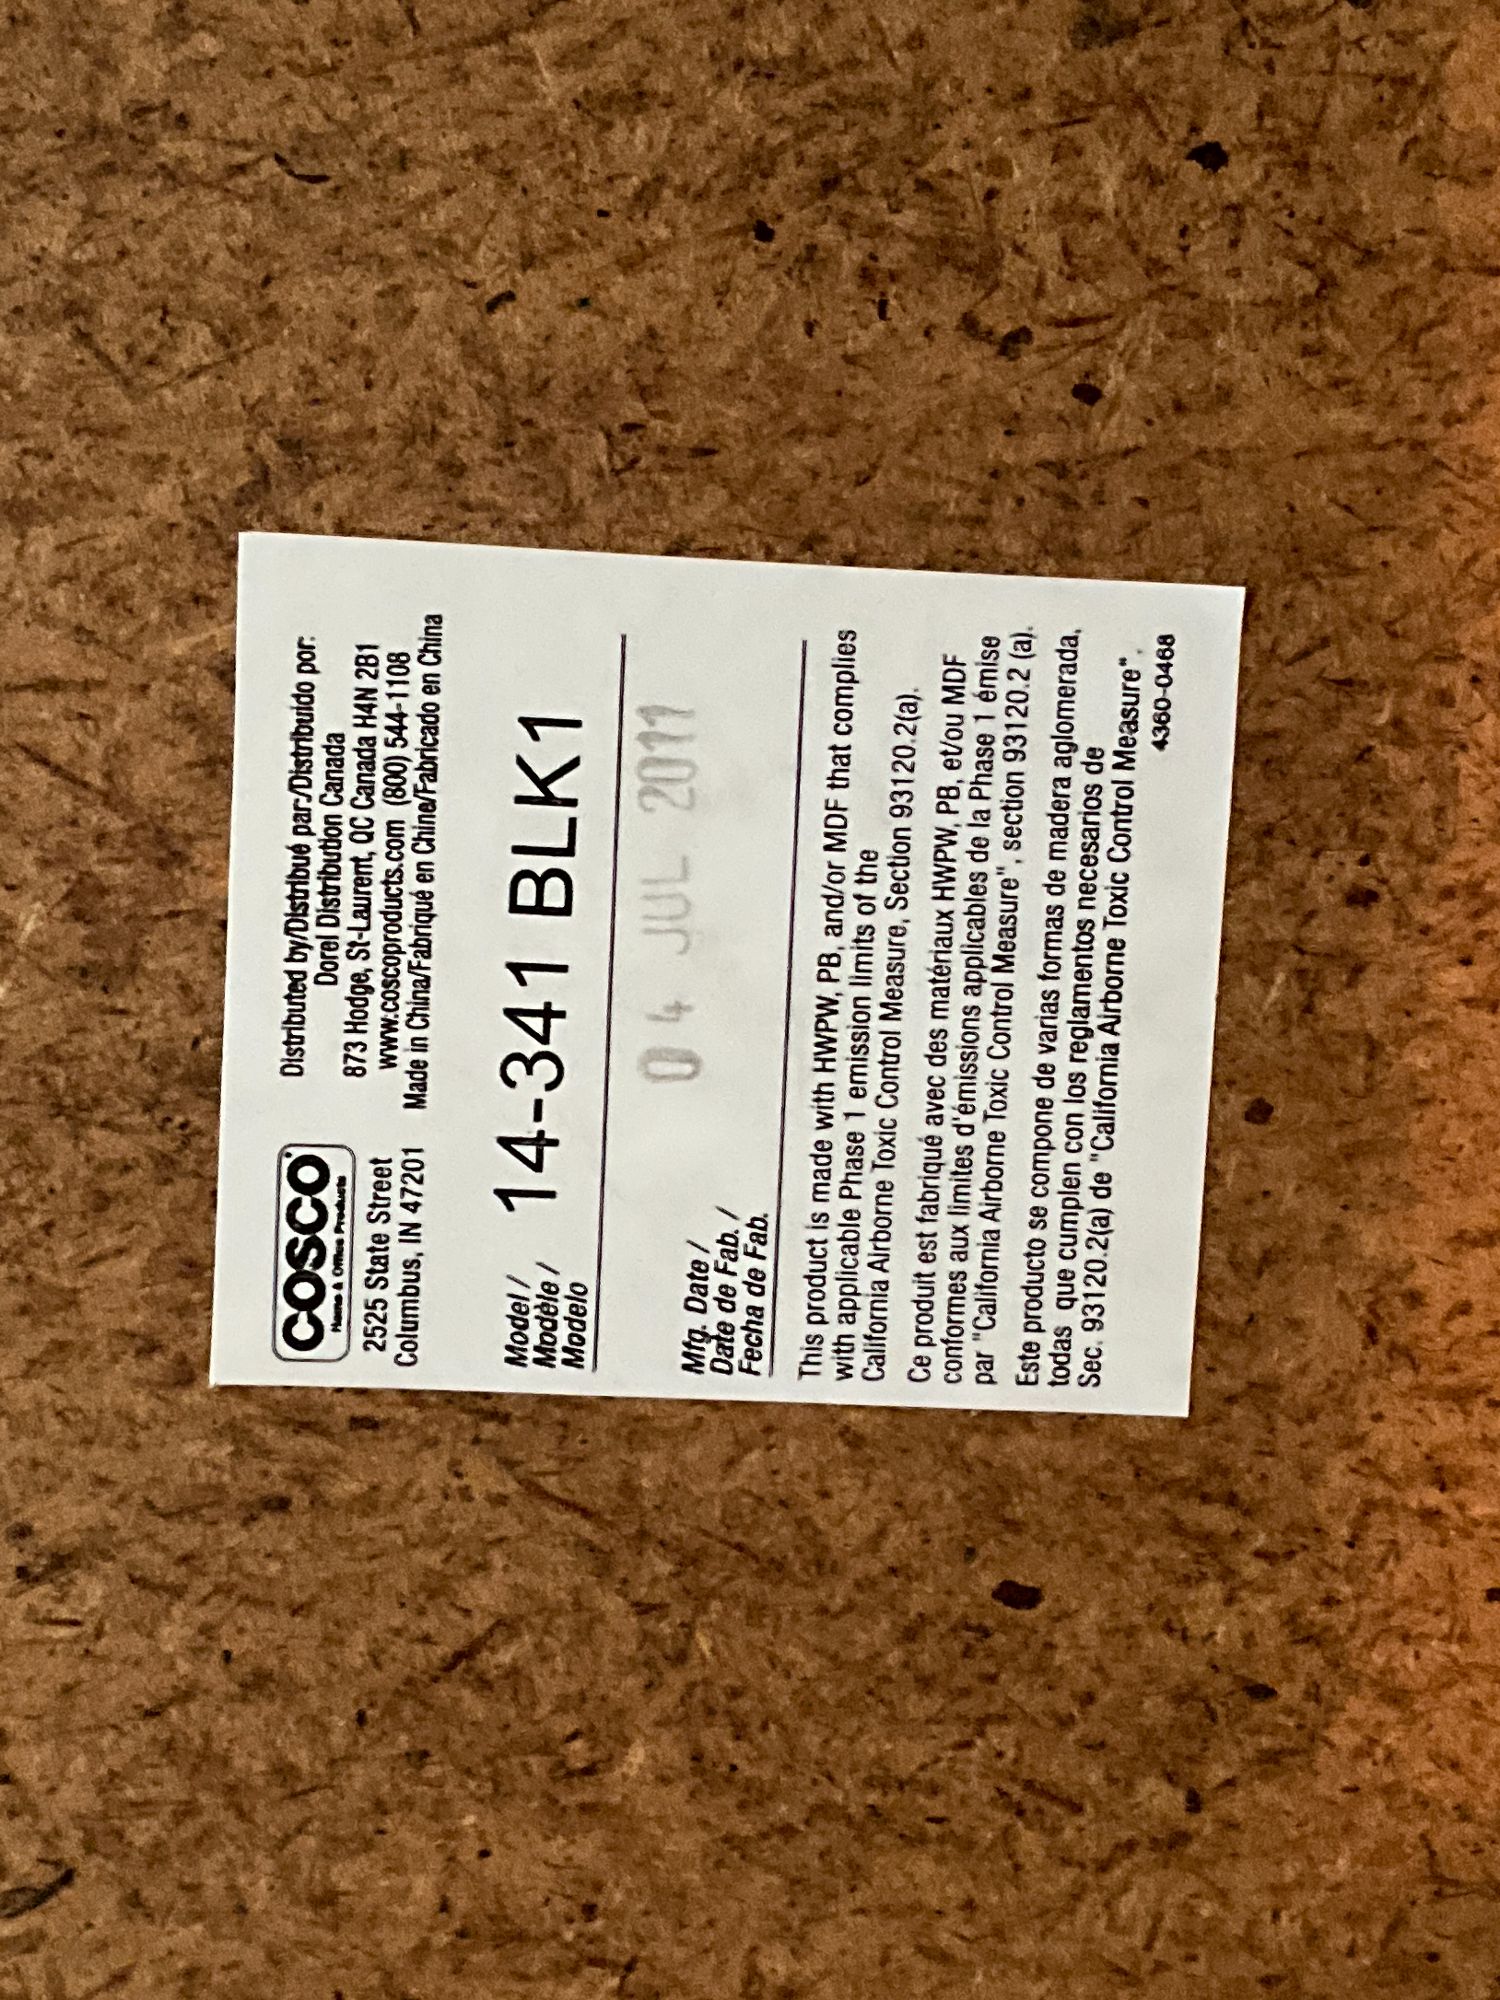 COSCO
Home & Office Products
2525 State Street
Columbus, IN 47201
Distributed by/Distribué par:/Distribuido por:
Dorel Distribution Canada
873 Hodge, St-Laurent, QC Canada H4N 2B1
www.coscoproducts.com (800) 544-1108
Made in China/Fabriqué en Chine/Fabricado en China
Model /
Modèle /
Modelo
14-341 BLK1
04 JUL 2011
Mfg. Date /
Date de Fab. /
Fecha de Fab.
This product is made with HWPW, PB, and/or MDF that complies
with applicable Phase 1 emission limits of the
California Airborne Toxic Control Measure, Section 93120.2(a).
Ce produit est fabriqué avec des matériaux HWPW, PB, et/ou MDF
conformes aux limites d'émissions applicables de la Phase 1 émise
par "California Airborne Toxic Control Measure", section 93120.2 (a).
Este producto se compone de varias formas de madera aglomerada,
todas que cumplen con los reglamentos necesarios de
Sec. 93120.2(a) de "California Airborne Toxic Control Measure".
4360-0468